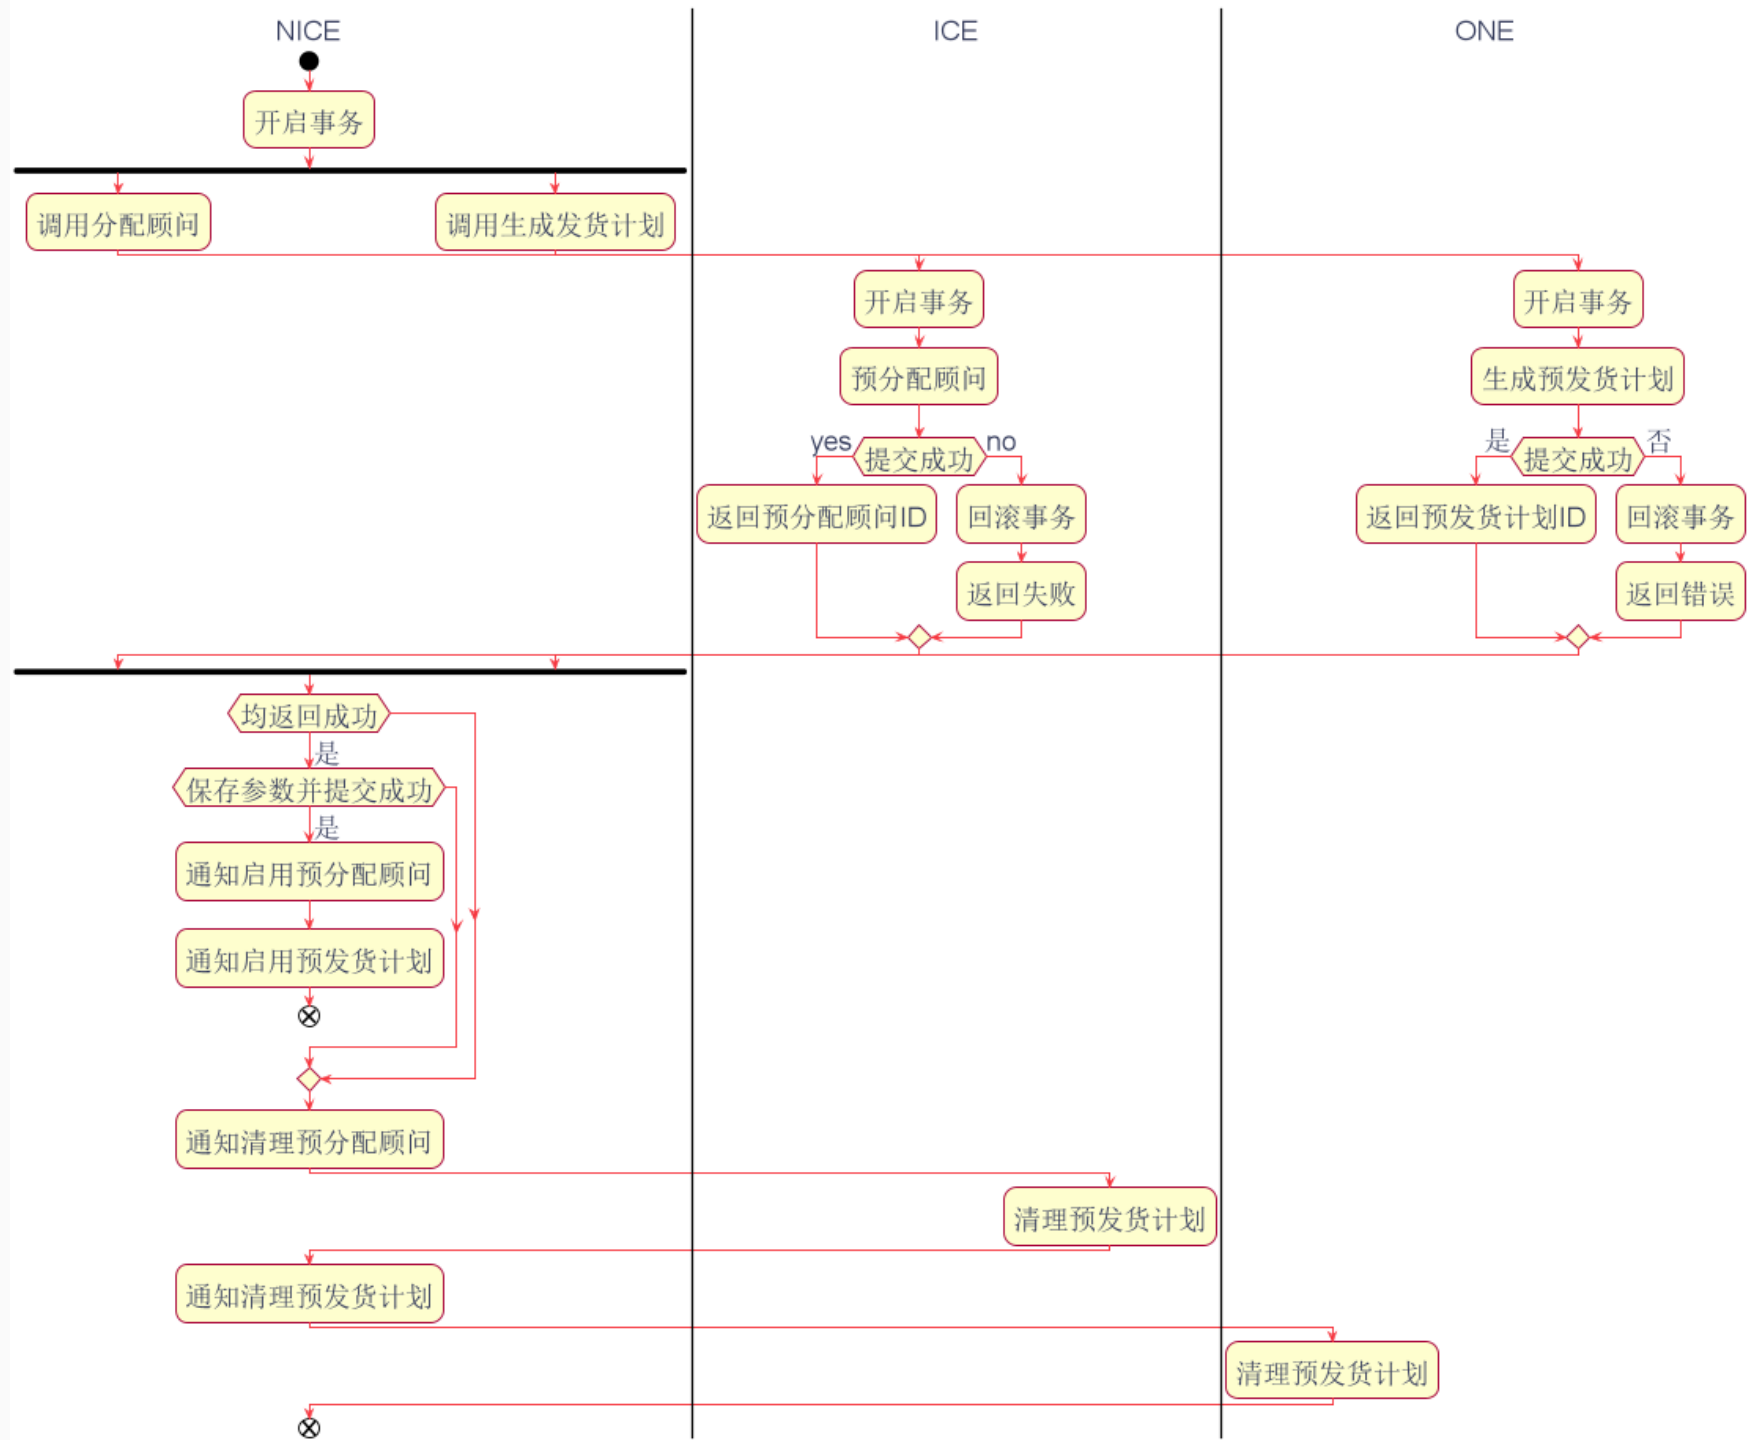 NICE
ICE
ONE
开启事务
调用分配顾问
调用生成发货计划
开启事务
开启事务
预分配顾问
生成预发货计划
yes
提交成功
no
是
提交成功
否
返回预分配顾问ID
回滚事务
返回预发货计划ID
回滚事务
返回失败
返回错误
均返回成功
是
保存参数并提交成功
是
通知启用预分配顾问
通知启用预发货计划
通知清理预分配顾问
清理预发货计划
通知清理预发货计划
清理预发货计划